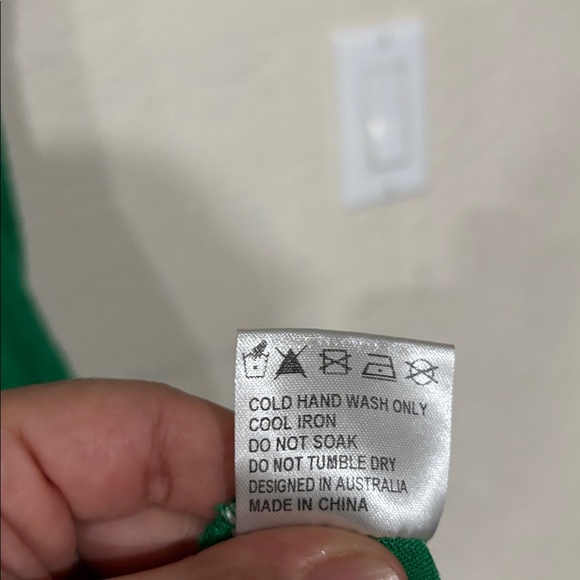 COLD HAND WASH ONLY
COOL IRON
DO NOT SOAK
DO NOT TUMBLE DRY
DESIGNED IN AUSTRALIA
MADE IN CHINA